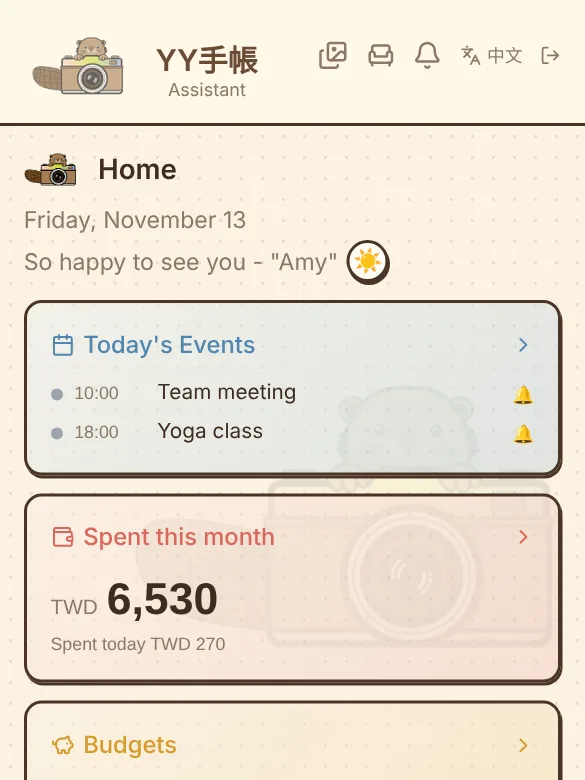 YY手帳
Assistant
中文
Home
Friday, November 13
So happy to see you - "Amy"
Today's Events
10:00 Team meeting
18:00 Yoga class
Spent this month
TWD 6,530
Spent today TWD 270
Budgets